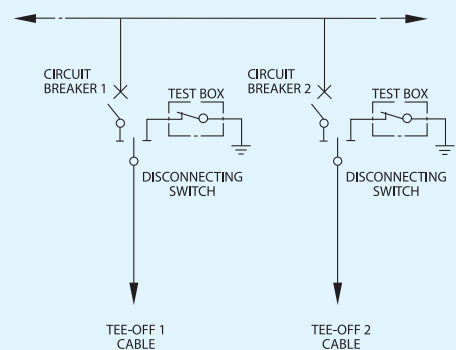 CIRCUIT
BREAKER 1
TEST BOX
DISCONNECTING
SWITCH
TEE-OFF 1
CABLE
CIRCUIT
BREAKER 2
TEST BOX
DISCONNECTING
SWITCH
TEE-OFF 2
CABLE